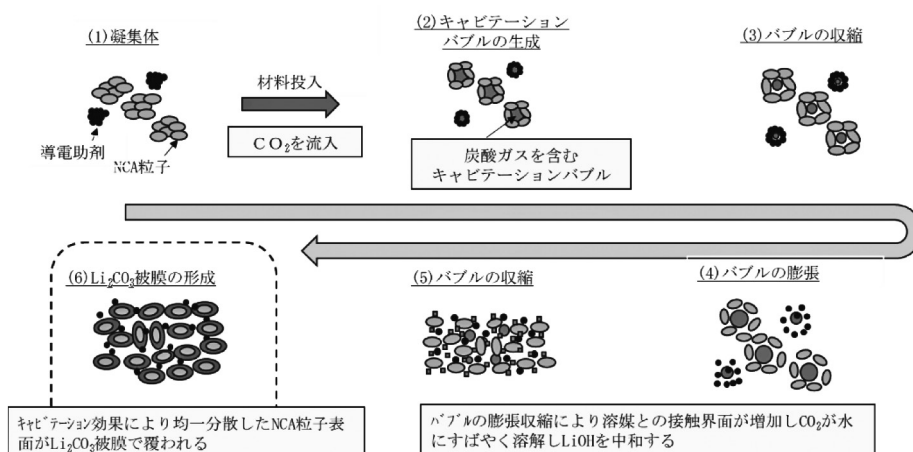 (1)凝集体
導電助剤
NCA粒子
材料投入
CO₂を流入
(2)キャビテーション
バブルの生成
炭酸ガスを含む
キャビテーションバブル
(3)バブルの収縮
(4)バブルの膨張
(5)バブルの収縮
バブルの膨張収縮により溶媒との接触界面が増加しCO₂が水
にすばやく溶解しLiOHを中和する
(6)Li₂CO₃被膜の形成
キャビテーション効果により均一分散したNCA粒子表
面がLi₂CO₃被膜で覆われる